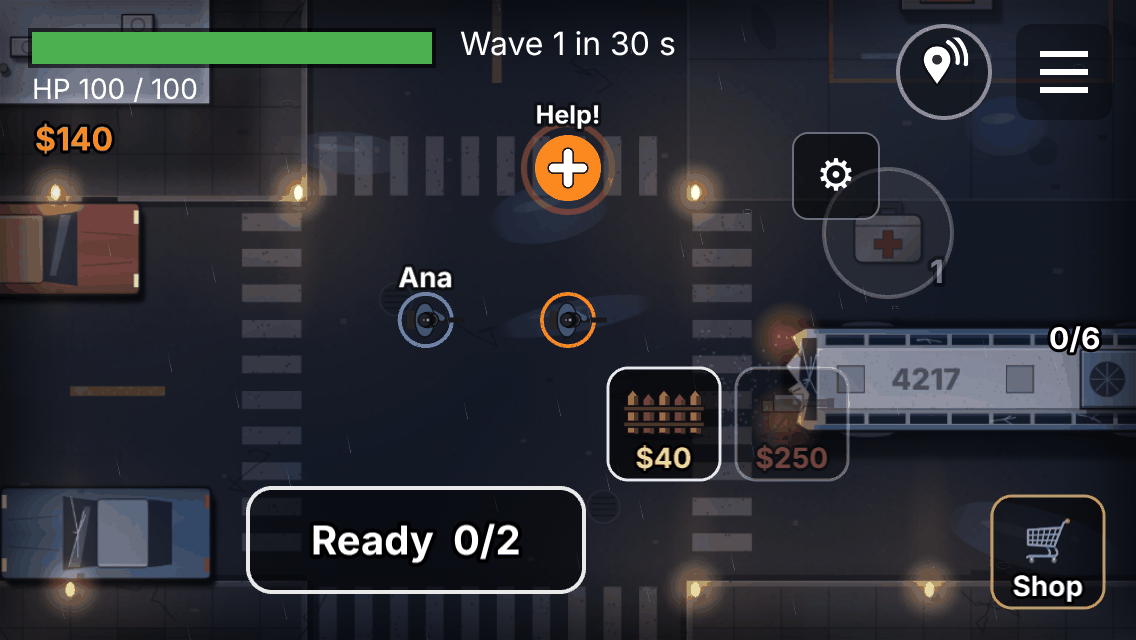 Wave 1 in 30 s
HP 100 / 100
$140
Help!
Ana
1
0/6
4217
$40
$250
Ready 0/2
Shop